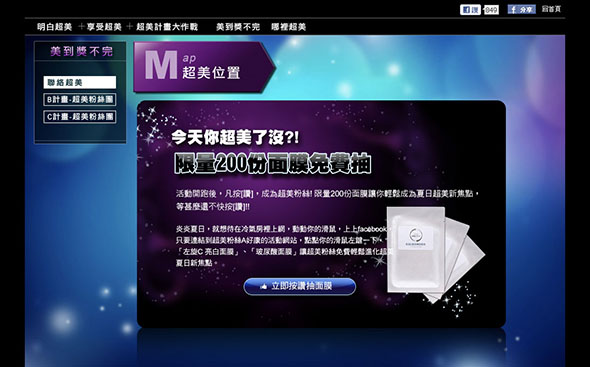 讚 849 分享 回首頁
明白超美 + 享受超美 + 超美計畫大作戰 美到獎不完 哪裡超美
美到獎不完
聯絡超美
B計畫-超美粉絲團
C計畫-超美粉絲團
Map
超美位置
今天你超美了沒?!
限量200份面膜免費抽
活動開跑後，凡按[讚]，成為超美粉絲! 限量200份面膜讓你輕鬆成為夏日超美新焦點，
等甚麼還不快按[讚]!!
炎炎夏日，就想待在冷氣房裡上網，動動你的滑鼠，上上facebook
只要連結到超美粉絲A好康的活動網站，點點你的滑鼠左鍵一下，
「左旋C 亮白面膜」、「玻尿酸面膜」讓超美粉絲免費輕鬆進化超美
夏日新焦點。
立即按讚抽面膜